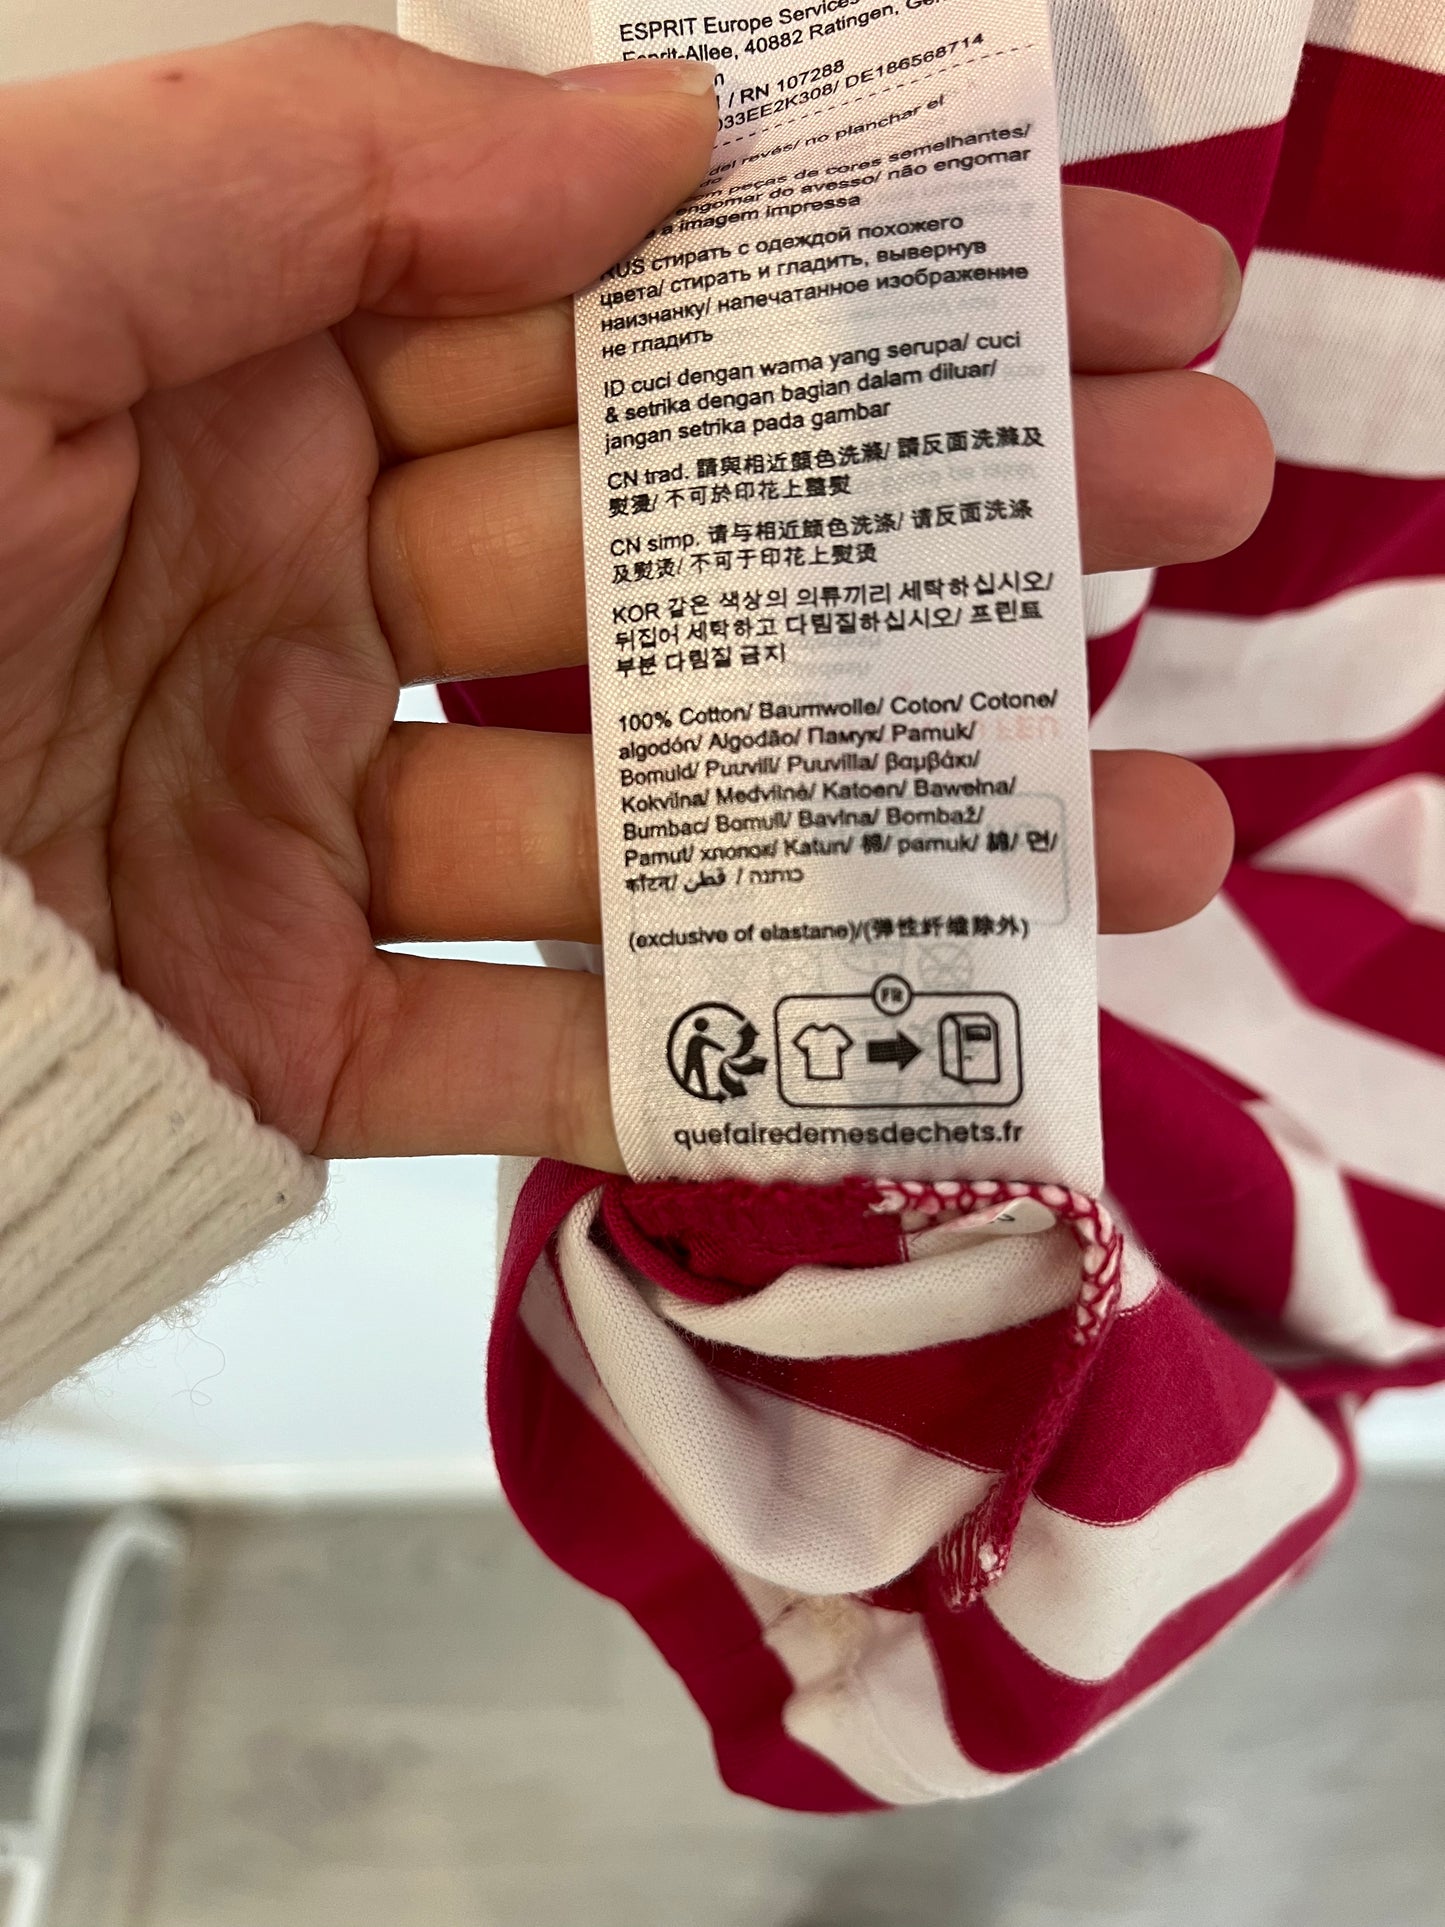 ESPRIT Europe Services
Esprit-Allee, 40882 Ratingen,
/ RN 107288
033EE2K308/ DE186568714
del revés/ no planchar el
peças de cores semelhantes/
engomar do avesso/ não engomar
a imagem impressa
RUS стирать с одеждой похожего
цвета/ стирать и гладить, вывернув
наизнанку/ напечатанное изображение
не гладить
ID cuci dengan warna yang serupa/ cuci
& setrika dengan bagian dalam diluar/
jangan setrika pada gambar
CN trad. 請與相近顏色洗滌/ 請反面洗滌及
熨燙/ 不可於印花上整熨
CN simp. 请与相近颜色洗涤/ 请反面洗涤
及熨烫/ 不可于印花上熨烫
KOR 같은 색상의 의류끼리 세탁하십시오/
뒤집어 세탁하고 다림질하십시오/ 프린트
부분 다림질 금지
100% Cotton/ Baumwolle/ Coton/ Cotone/
algodón/ Algodão/ Памук/ Pamuk/
Bomuld/ Puuvill/ Puuvilla/ βαμβάκι/
Kokvilna/ Medvilnė/ Katoen/ Bawełna/
Bumbac/ Bomull/ Bavlna/ Bombaž/
Pamut/ хлопок/ Katun/ 棉/ pamuk/ 綿/ 면/
कॉटन/ قطن / כותנה
(exclusive of elastane)/(弹性纤维除外)
FR
quefairedemesdechets.fr